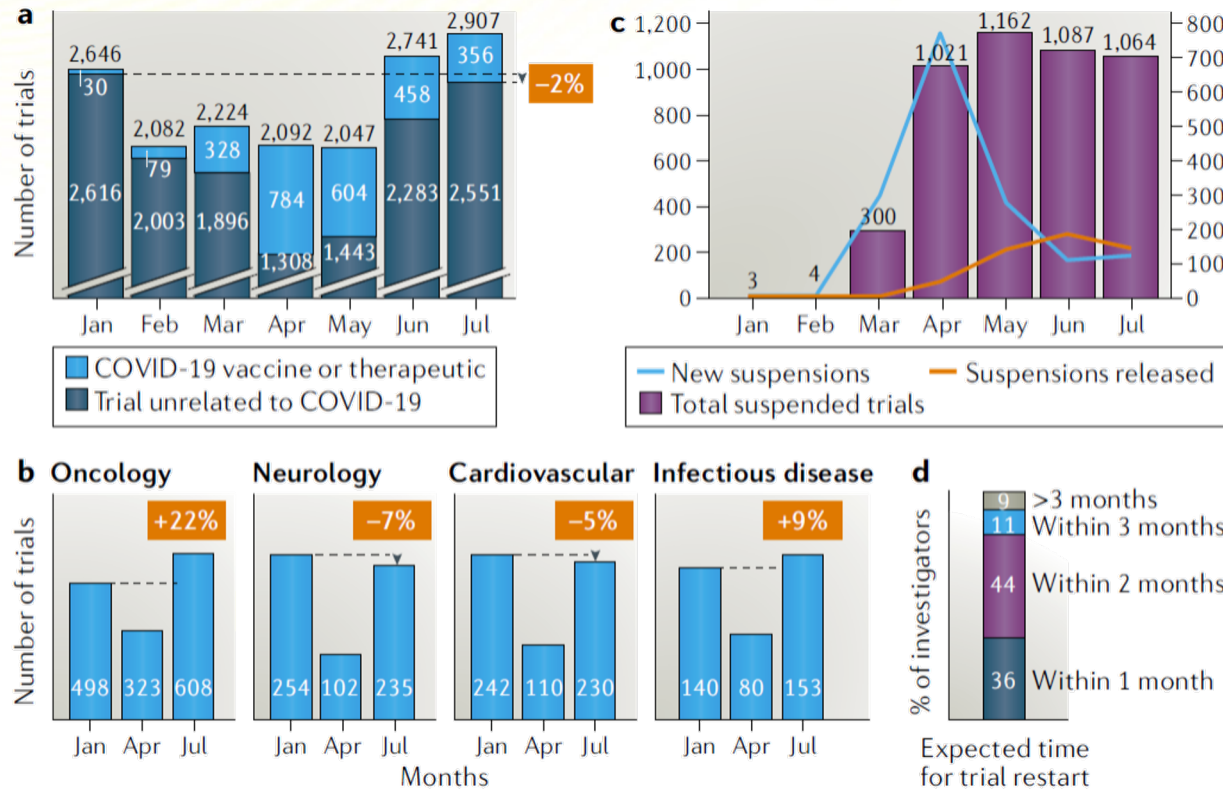 a
Number of trials
2,646
30
2,616
2,082
79
2,003
2,224
328
1,896
2,092
784
1,308
2,047
604
1,443
2,741
458
2,283
2,907
356
2,551
–2%
Jan Feb Mar Apr May Jun Jul
COVID-19 vaccine or therapeutic
Trial unrelated to COVID-19
c
1,200
1,000
800
600
400
200
0
3
4
300
1,021
1,162
1,087
1,064
800
700
600
500
400
300
200
100
0
Jan Feb Mar Apr May Jun Jul
New suspensions Suspensions released
Total suspended trials
b
Number of trials
Oncology
+22%
498 323 608
Jan Apr Jul
Neurology
–7%
254 102 235
Jan Apr Jul
Cardiovascular
–5%
242 110 230
Jan Apr Jul
Infectious disease
+9%
140 80 153
Jan Apr Jul
Months
d
% of investigators
9 >3 months
11 Within 3 months
44 Within 2 months
36 Within 1 month
Expected time
for trial restart